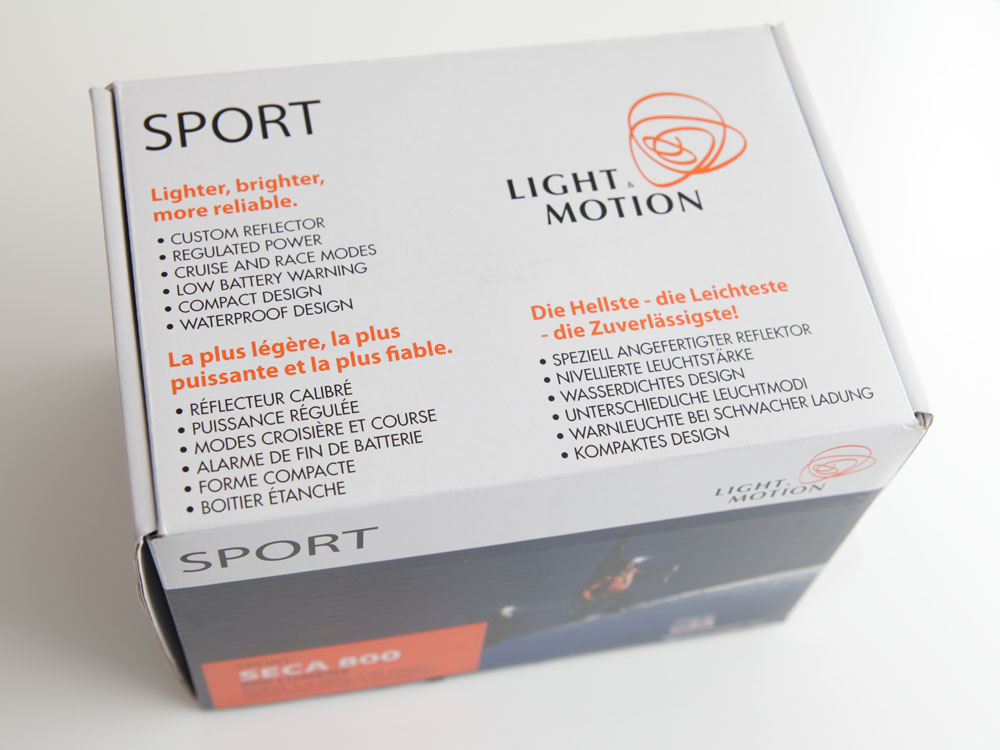 SPORT
Lighter, brighter,
more reliable.
• CUSTOM REFLECTOR
• REGULATED POWER
• CRUISE AND RACE MODES
• LOW BATTERY WARNING
• COMPACT DESIGN
• WATERPROOF DESIGN
La plus légère, la plus
puissante et la plus fiable.
• RÉFLECTEUR CALIBRÉ
• PUISSANCE RÉGULÉE
• MODES CROISIÈRE ET COURSE
• ALARME DE FIN DE BATTERIE
• FORME COMPACTE
• BOITIER ÉTANCHE
LIGHT &
MOTION
Die Hellste - die Leichteste
- die Zuverlässigste!
• SPEZIELL ANGEFERTIGTER REFLEKTOR
• NIVELLIERTE LEUCHTSTÄRKE
• WASSERDICHTES DESIGN
• UNTERSCHIEDLICHE LEUCHTMODI
• WARNLEUCHTE BEI SCHWACHER LADUNG
• KOMPAKTES DESIGN
LIGHT &
MOTION
SPORT
SPORT
SECA 800